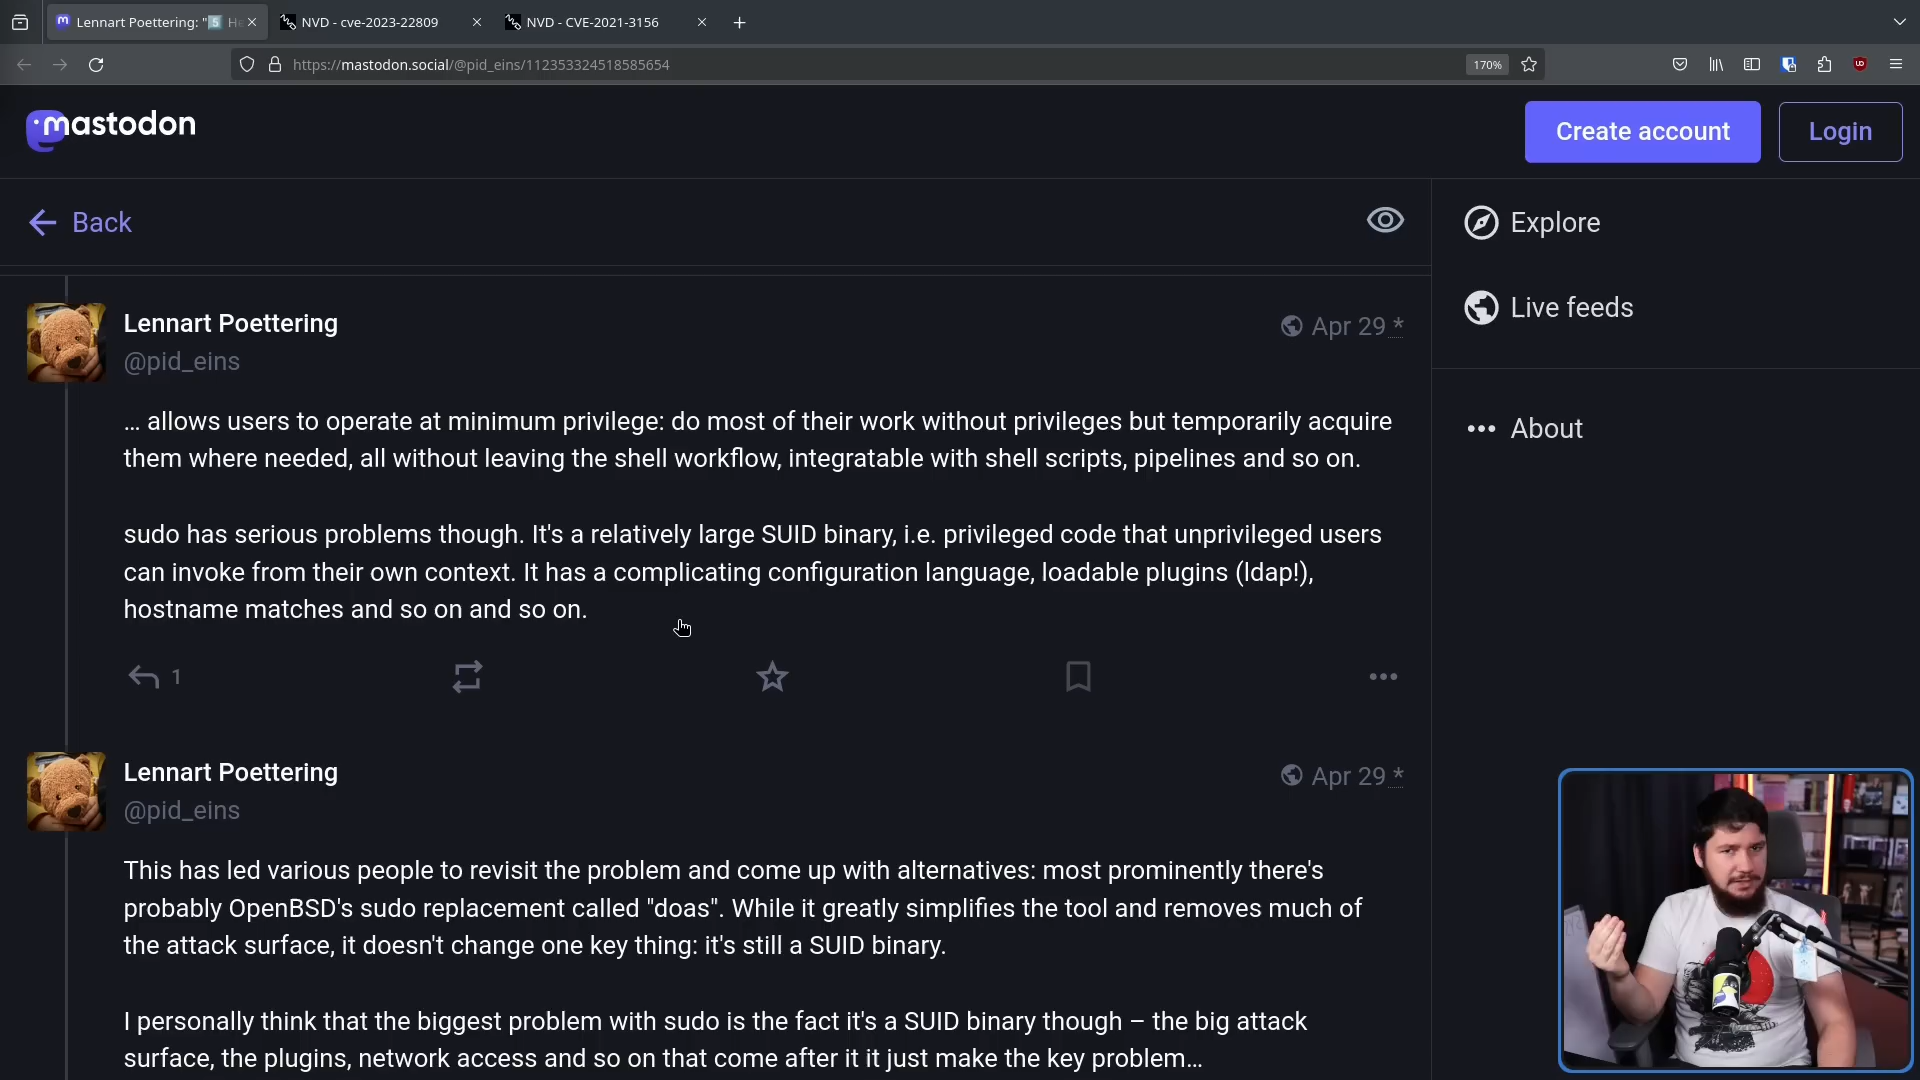 Lennart Poettering: "5 He
NVD - cve-2023-22809
NVD - CVE-2021-3156
https://mastodon.social/@pid_eins/112353324518585654
170%
mastodon
Create account
Login
Back
Explore
Live feeds
About
Lennart Poettering
Apr 29 *
@pid_eins
… allows users to operate at minimum privilege: do most of their work without privileges but temporarily acquire
them where needed, all without leaving the shell workflow, integratable with shell scripts, pipelines and so on.
sudo has serious problems though. It's a relatively large SUID binary, i.e. privileged code that unprivileged users
can invoke from their own context. It has a complicating configuration language, loadable plugins (ldap!),
hostname matches and so on and so on.
1
Lennart Poettering
Apr 29 *
@pid_eins
This has led various people to revisit the problem and come up with alternatives: most prominently there's
probably OpenBSD's sudo replacement called "doas". While it greatly simplifies the tool and removes much of
the attack surface, it doesn't change one key thing: it's still a SUID binary.
I personally think that the biggest problem with sudo is the fact it's a SUID binary though – the big attack
surface, the plugins, network access and so on that come after it it just make the key problem…